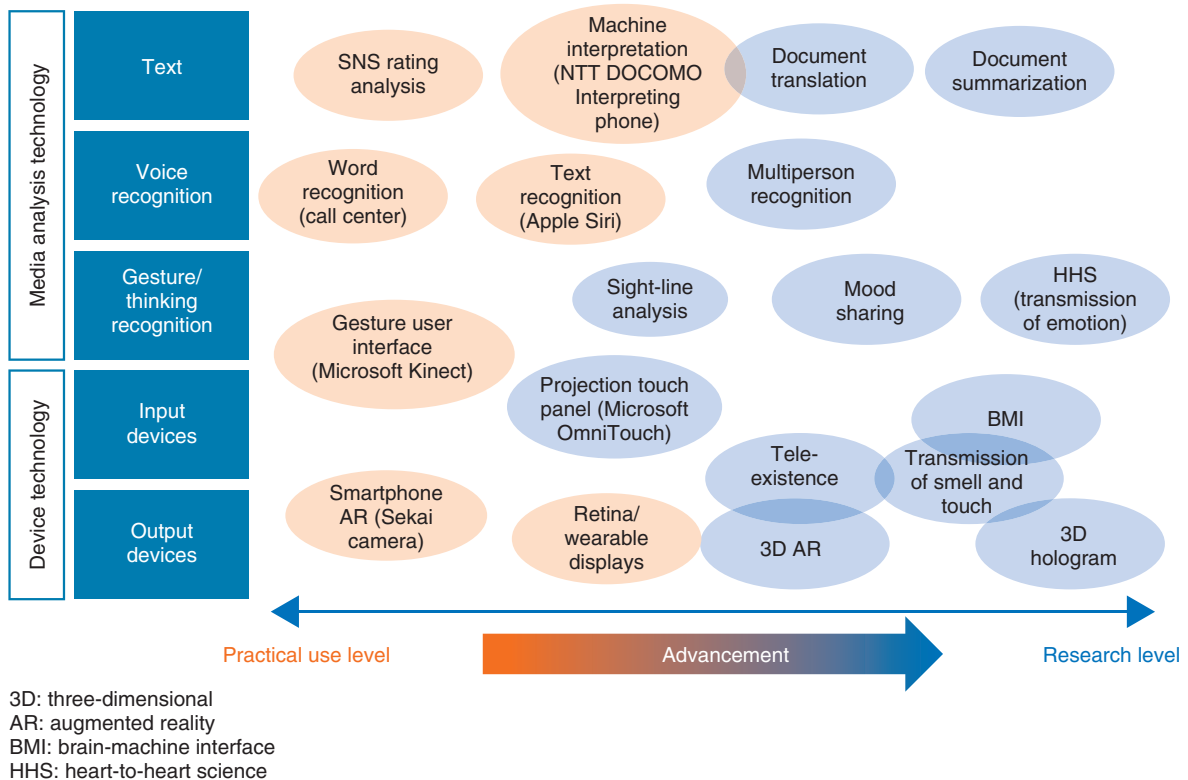 Media analysis technology
Text
SNS rating
analysis
Machine
interpretation
(NTT DOCOMO
Interpreting
phone)
Document
translation
Document
summarization
Voice
recognition
Word
recognition
(call center)
Text
recognition
(Apple Siri)
Multiperson
recognition
Gesture/
thinking
recognition
Gesture user
interface
(Microsoft Kinect)
Sight-line
analysis
Mood
sharing
HHS
(transmission
of emotion)
Device technology
Input
devices
Projection touch
panel (Microsoft
OmniTouch)
BMI
Tele-
existence
Transmission
of smell and
touch
Output
devices
Smartphone
AR (Sekai
camera)
Retina/
wearable
displays
3D AR
3D
hologram
Practical use level
Advancement
Research level
3D: three-dimensional
AR: augmented reality
BMI: brain-machine interface
HHS: heart-to-heart science